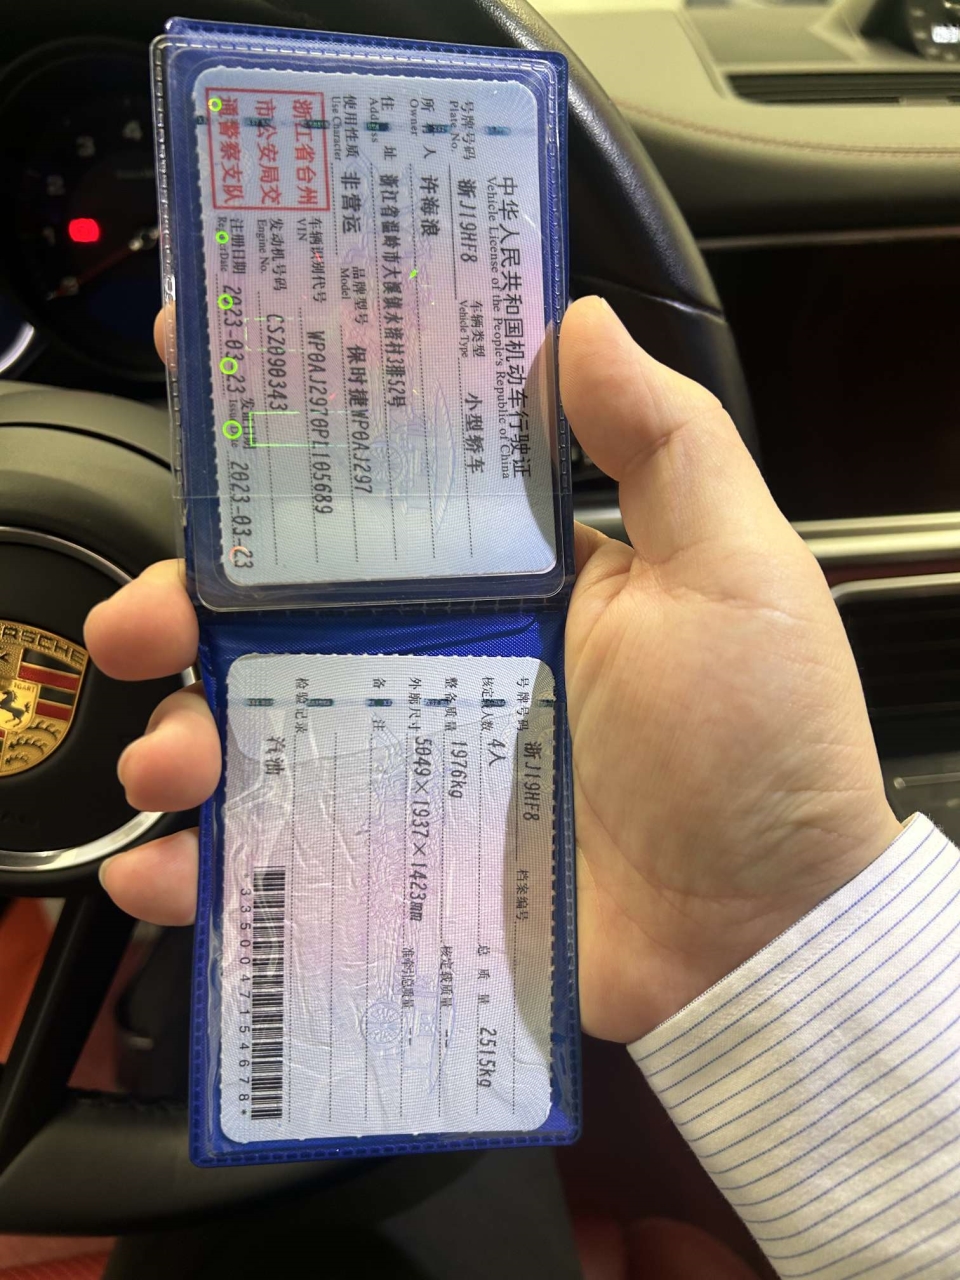 中华人民共和国机动车行驶证
Vehicle License of the People's Republic of China
号牌号码 浙J19HF8 车辆类型 小型轿车
Plate No. Vehicle Type
所有人 许海浪
Owner
住址 浙江省温岭市大溪镇水滸村3排52号
Address
使用性质 非营运 品牌型号 保时捷WP0AJ297
Use Character Model
浙江省台州
市公安局交
通警察支队
车辆识别代号 WP0AJ2970PL105689
VIN
发动机号码 CSZ090343
Engine No.
注册日期 2023-03-23 发证日期 2023-03-23
号牌号码 浙J19HF8 档案编号
核定载人数 4人 总质量 2515kg
整备质量 1976kg 核定载质量 --
外廓尺寸 5049×1937×1423mm 准牵引总质量 --
备注
检验记录
汽油
*3350047154678*
PORSCHE